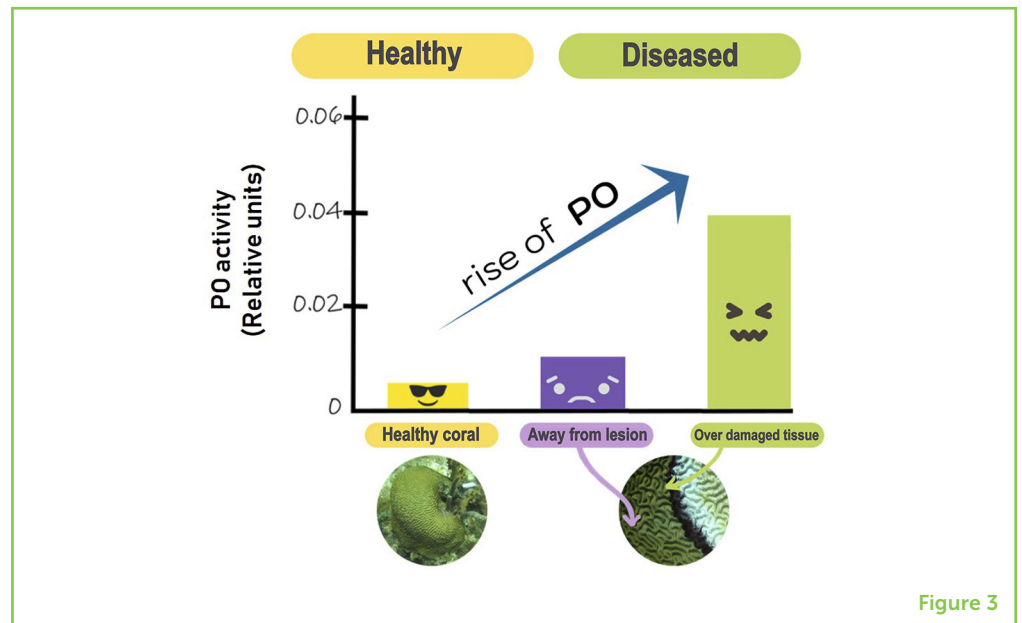 Healthy
Diseased
0.06
0.04
0.02
0
PO activity
(Relative units)
rise of PO
Healthy coral
Away from lesion
Over damaged tissue
Figure 3